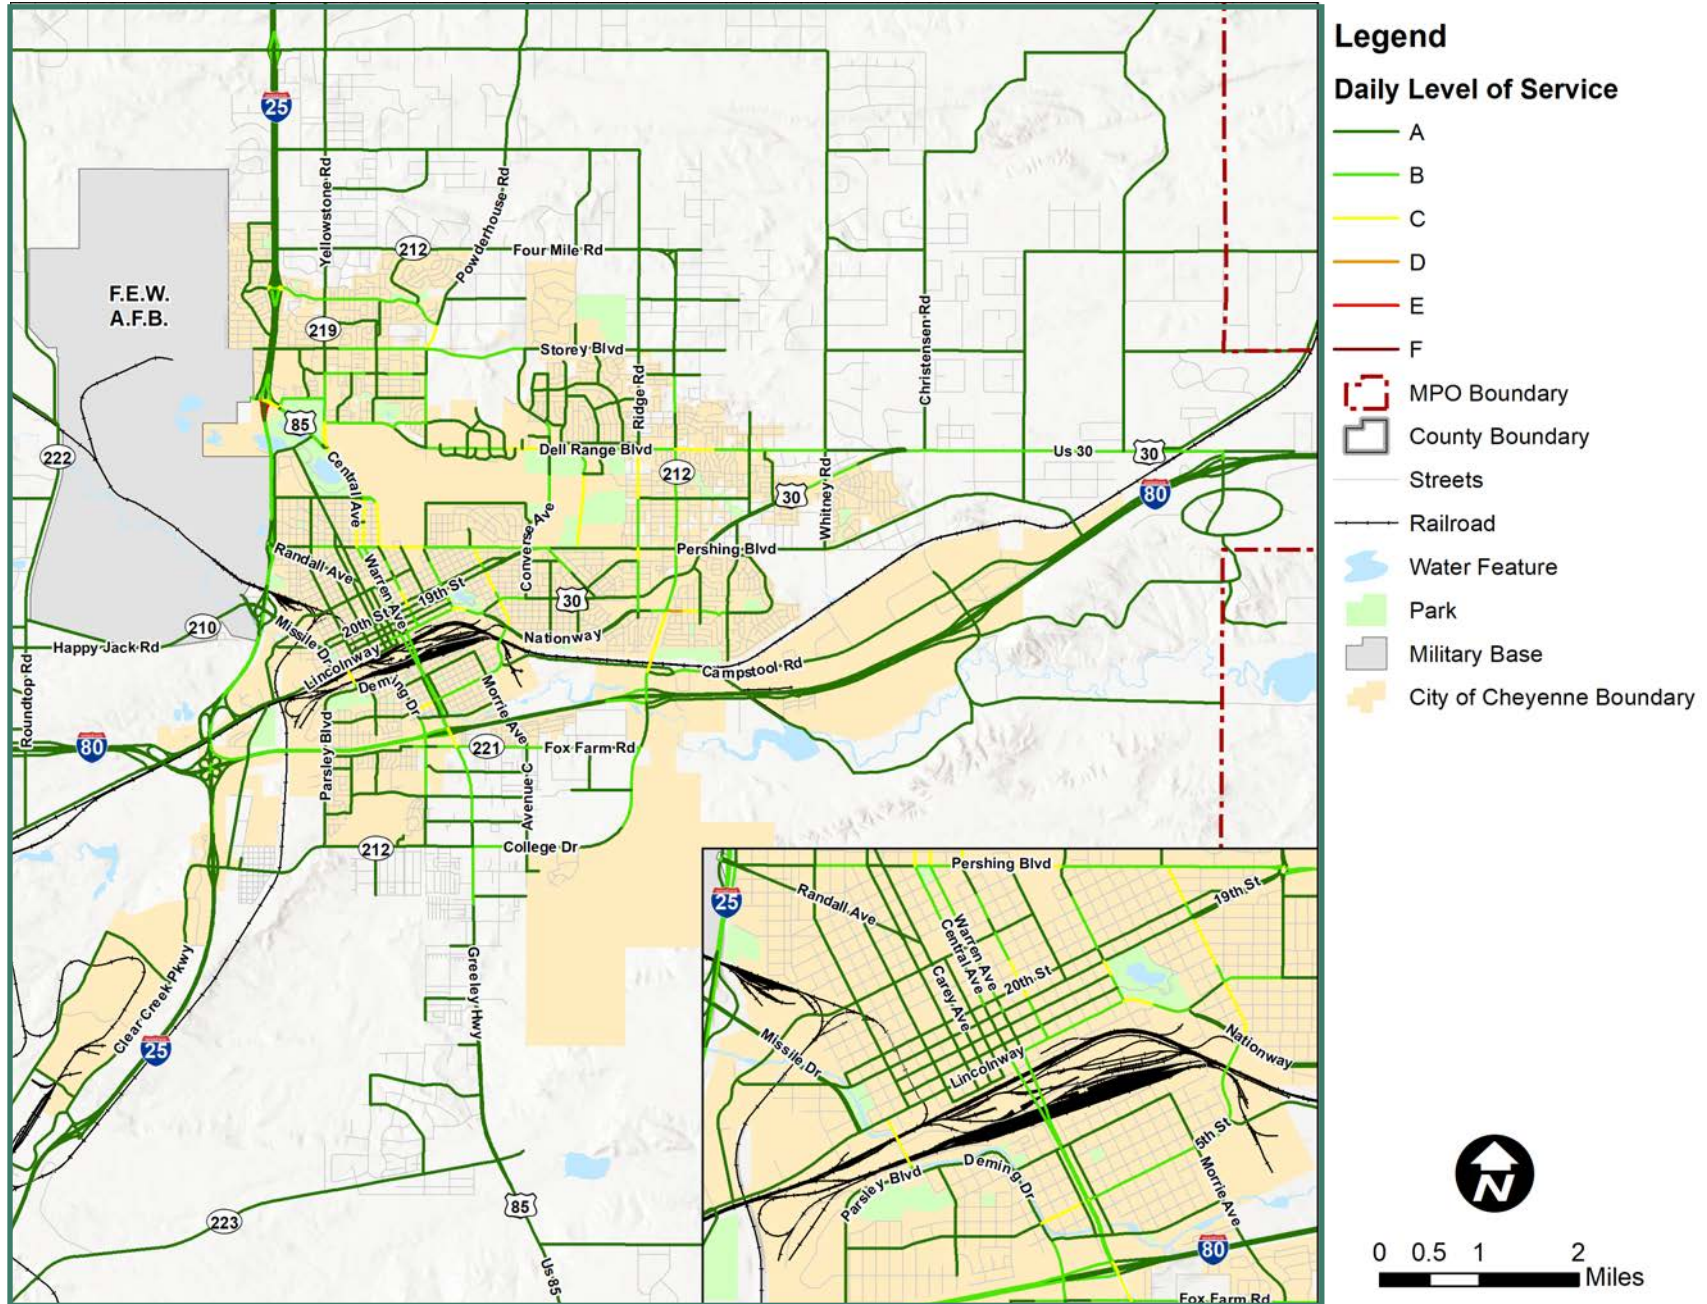 Legend
Daily Level of Service
A
B
C
D
E
F
MPO Boundary
County Boundary
Streets
Railroad
Water Feature
Park
Military Base
City of Cheyenne Boundary
N
0 0.5 1 2
Miles
25
Yellowstone Rd
Powderhouse Rd
212
Four Mile Rd
F.E.W.
A.F.B.
219
Storey Blvd
Ridge Rd
Christensen Rd
85
222
Dell Range Blvd
Us 30
30
212
Central Ave
30
Whitney Rd
80
Converse Ave
Pershing Blvd
Randall Ave
Warren Ave
19th St
30
20th St
210
Missile Dr
Nationway
Happy Jack Rd
Lincolnway
Campstool Rd
Roundtop Rd
Deming Dr
Morrie Ave
Parsley Blvd
80
221
Fox Farm Rd
Avenue C
212
College Dr
Greeley Hwy
Clear Creek Pkwy
25
223
85
Us 85
Pershing Blvd
25
Randall Ave
19th St
Warren Ave
Central Ave
Carey Ave
20th St
Missile Dr
Lincolnway
Nationway
5th St
Deming Dr
Parsley Blvd
Morrie Ave
80
Fox Farm Rd